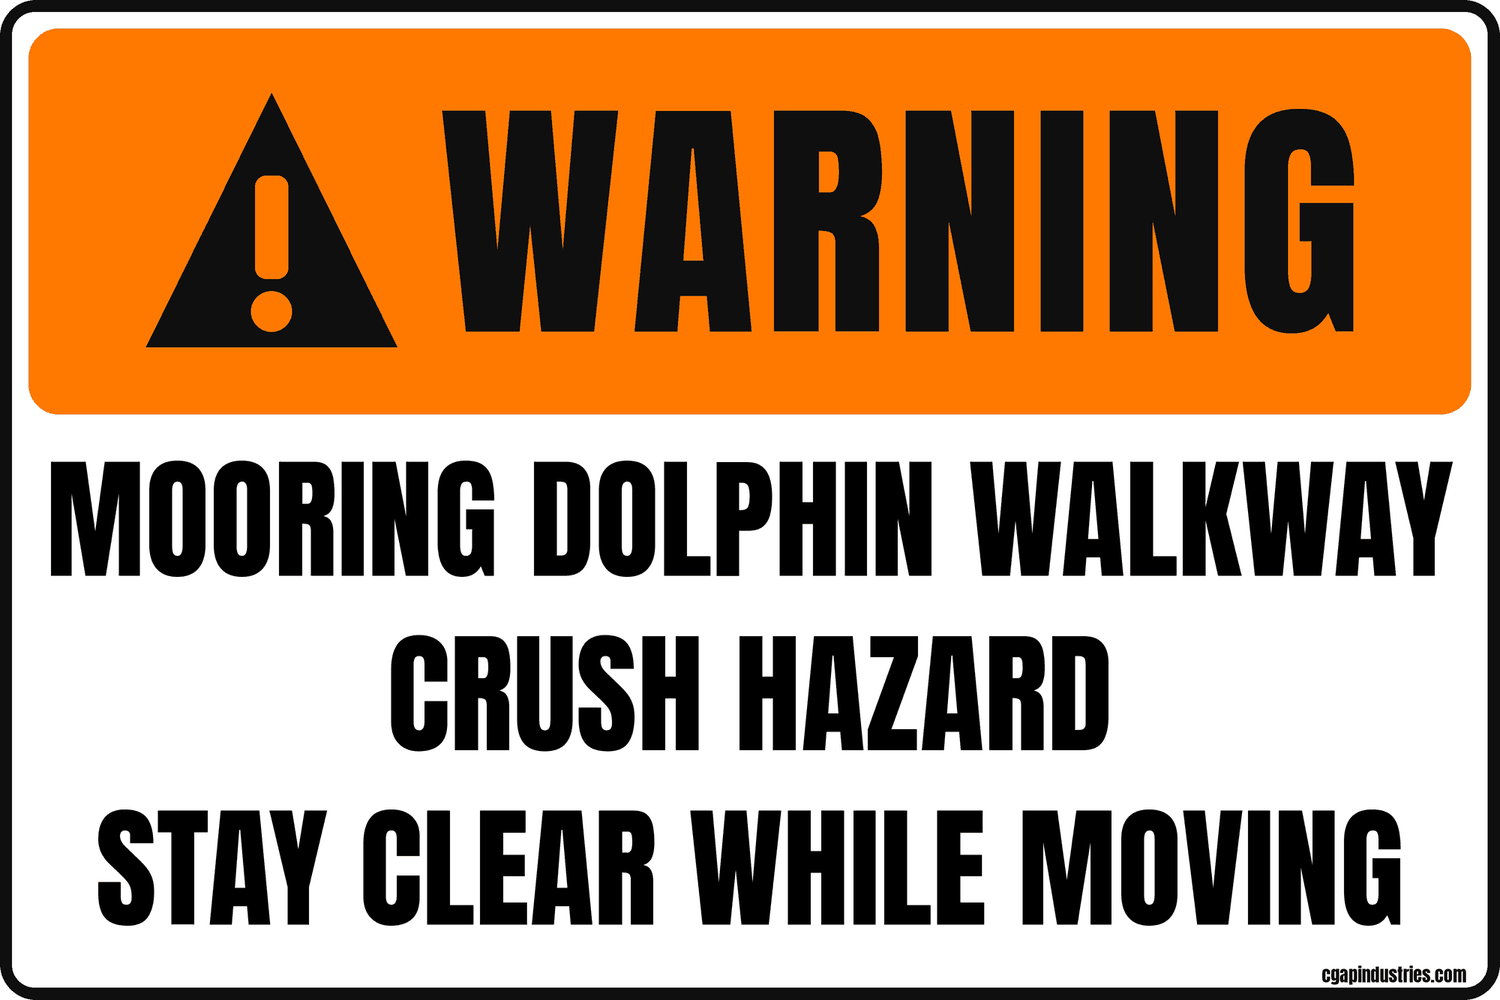 WARNING
MOORING DOLPHIN WALKWAY
CRUSH HAZARD
STAY CLEAR WHILE MOVING
cgapindustries.com